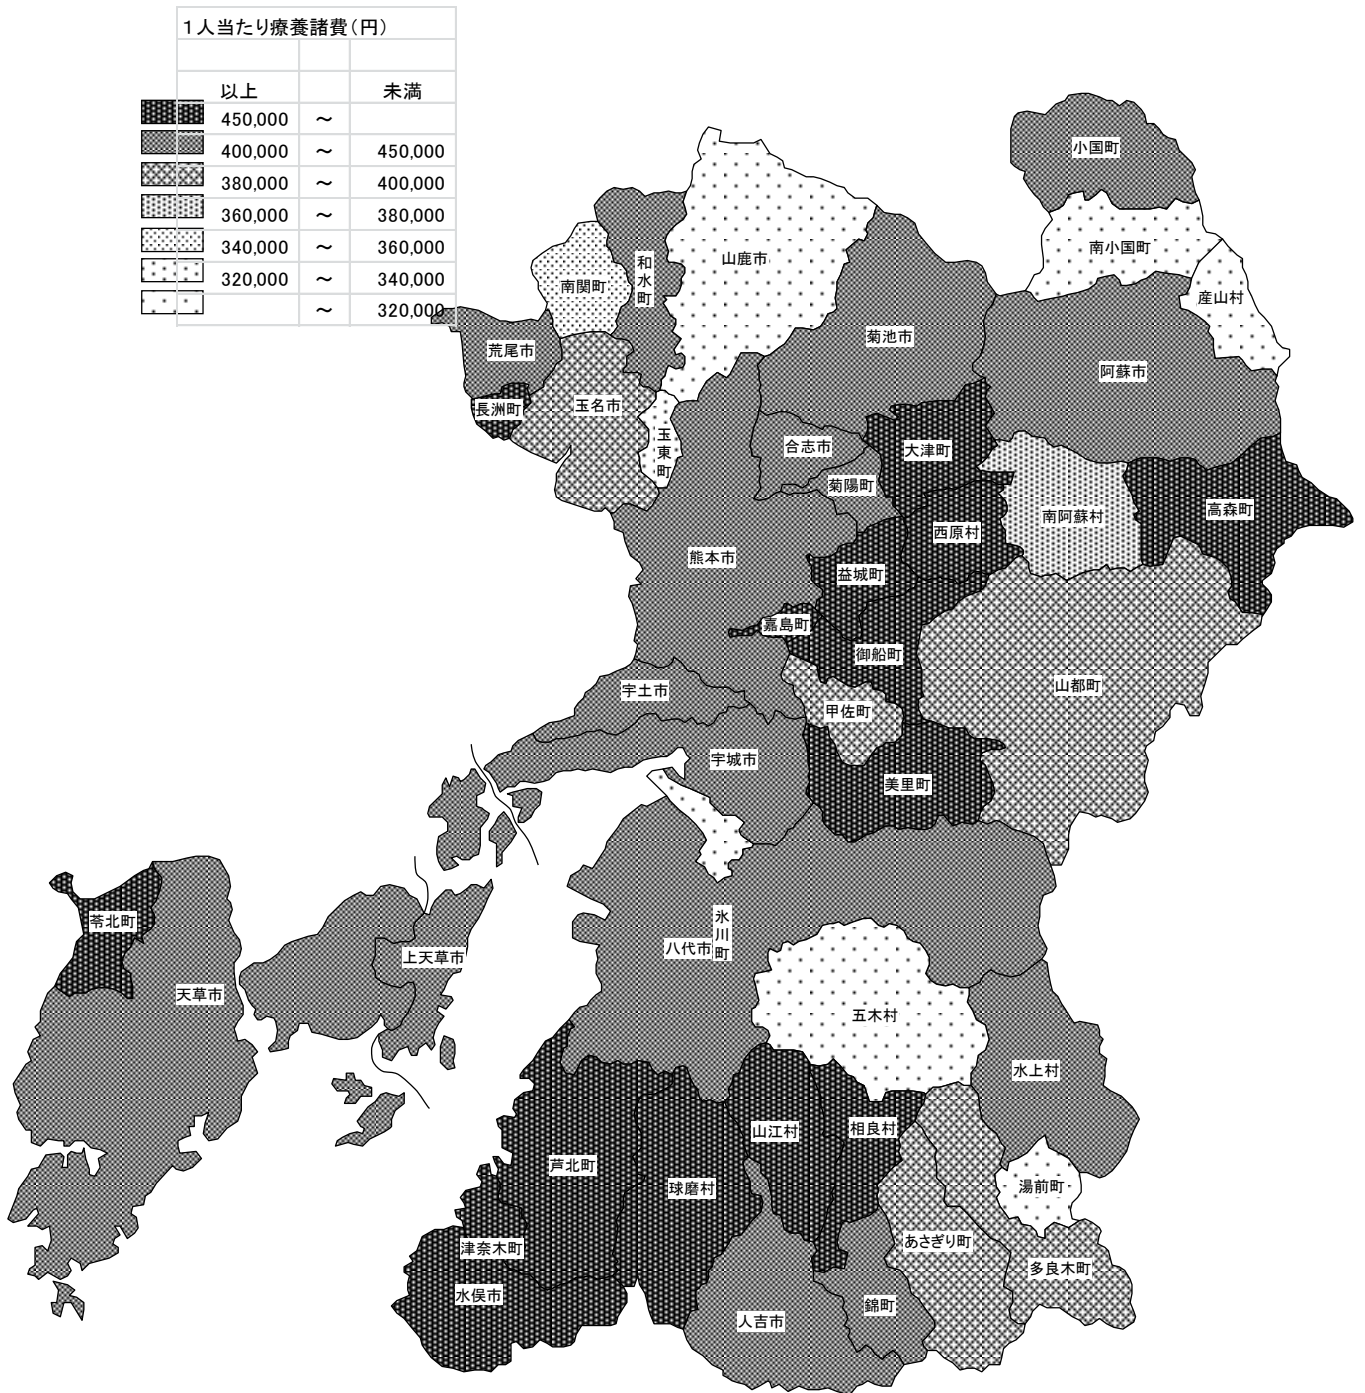 1人当たり療養諸費(円)
以上 未満
450,000 ～
400,000 ～ 450,000
380,000 ～ 400,000
360,000 ～ 380,000
340,000 ～ 360,000
320,000 ～ 340,000
～ 320,000
小国町
南小国町
産山村
山鹿市
和水町
南関町
菊池市
荒尾市
阿蘇市
長洲町
玉名市
玉東町
合志市
大津町
菊陽町
南阿蘇村
高森町
西原村
熊本市
益城町
嘉島町
御船町
山都町
宇土市
甲佐町
宇城市
美里町
苓北町
氷川町
八代市
上天草市
天草市
五木村
水上村
相良村
山江村
芦北町
球磨村
湯前町
あさぎり町
津奈木町
多良木町
水俣市
錦町
人吉市